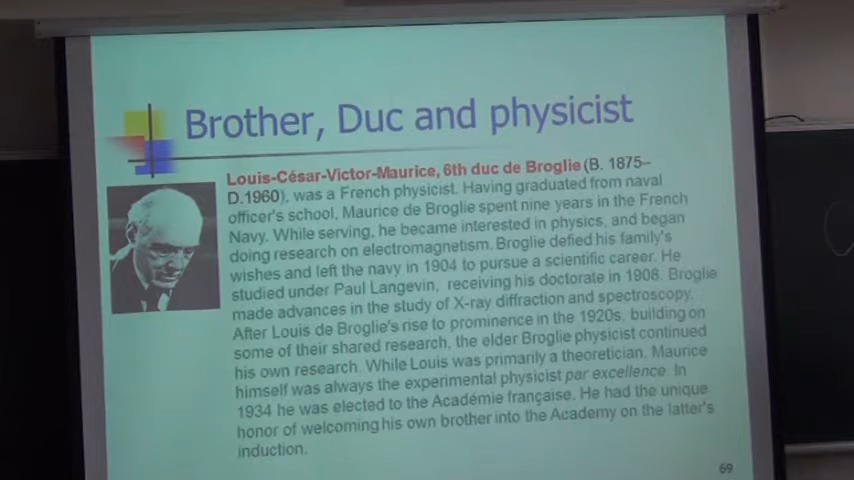 Brother, Duc and physicist
Louis-César-Victor-Maurice, 6th duc de Broglie (B. 1875–
D.1960), was a French physicist. Having graduated from naval
officer's school, Maurice de Broglie spent nine years in the French
Navy. While serving, he became interested in physics, and began
doing research on electromagnetism. Broglie defied his family's
wishes and left the navy in 1904 to pursue a scientific career. He
studied under Paul Langevin, receiving his doctorate in 1908. Broglie
made advances in the study of X-ray diffraction and spectroscopy.
After Louis de Broglie's rise to prominence in the 1920s, building on
some of their shared research, the elder Broglie physicist continued
his own research. While Louis was primarily a theoretician, Maurice
himself was always the experimental physicist par excellence. In
1934 he was elected to the Académie française. He had the unique
honor of welcoming his own brother into the Academy on the latter's
induction.
69